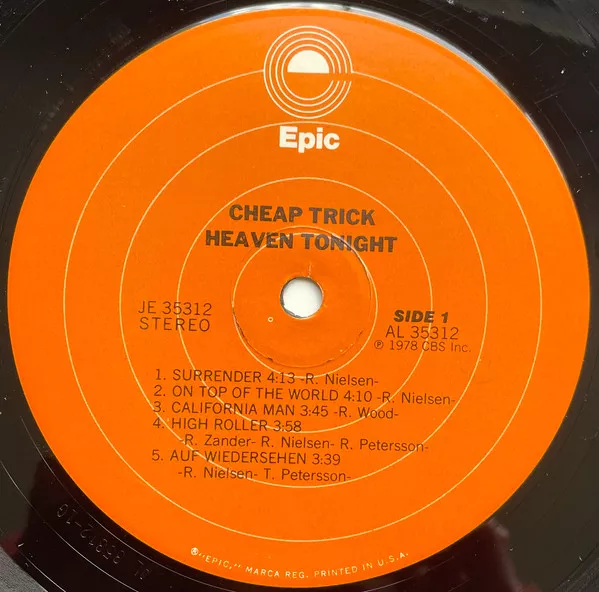 Epic
CHEAP TRICK
HEAVEN TONIGHT
JE 35312
STEREO
SIDE 1
AL 35312
℗ 1978 CBS Inc.
1. SURRENDER 4:13 -R. Nielsen-
2. ON TOP OF THE WORLD 4:10 -R. Nielsen-
3. CALIFORNIA MAN 3:45 -R. Wood-
4. HIGH ROLLER 3:58
-R. Zander- R. Nielsen- R. Petersson-
5. AUF WIEDERSEHEN 3:39
-R. Nielsen- T. Petersson-
®"EPIC," MARCA REG. PRINTED IN U.S.A.